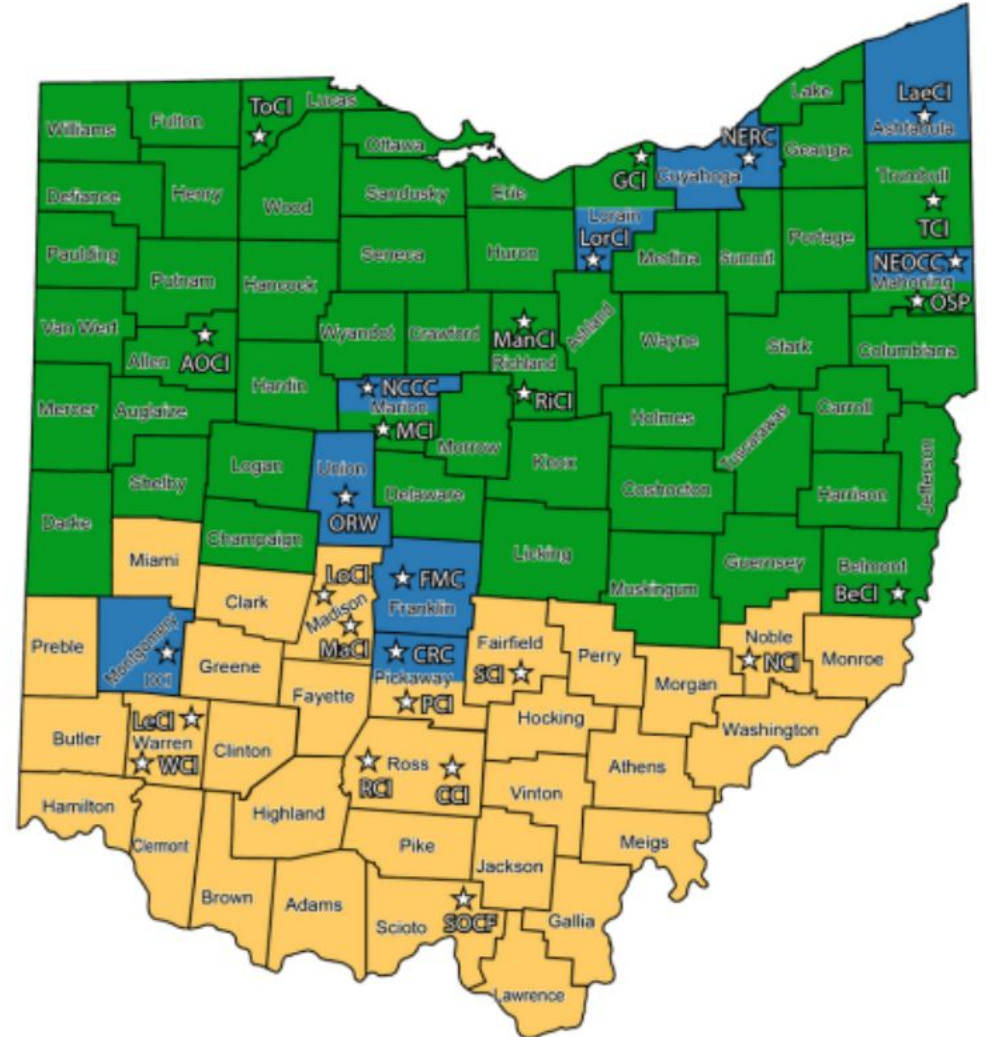 LaeCI
Lake
Ashtabula
ToCI
Lucas
Williams
Fulton
NERC
Ottawa
Geauga
GCI
Cuyahoga
Trumbull
Defiance
Henry
Sandusky
Erie
Wood
Lorain
TCI
LorCI
Portage
Paulding
Seneca
Huron
Medina
Summit
NEOCC
Putnam
Hancock
Mahoning
OSP
Van Wert
Wyandot
Crawford
ManCI
Ashland
Wayne
Stark
Allen
AOCI
Richland
Columbiana
Hardin
NCCC
RiCI
Mercer
Auglaize
Marion
Holmes
Carroll
MCI
Morrow
Tuscarawas
Logan
Knox
Jefferson
Union
Shelby
Delaware
Coshocton
Harrison
Darke
ORW
Champaign
Licking
Guernsey
Belmont
Miami
LoCI
FMC
Muskingum
BeCI
Clark
Madison
Franklin
Preble
Montgomery
MaCI
CRC
Fairfield
Noble
Greene
Pickaway
SCI
Perry
NCI
Monroe
DCI
Fayette
PCI
Morgan
LeCI
Hocking
Washington
Butler
Warren
Clinton
WCI
Ross
Athens
RCI
CCI
Vinton
Hamilton
Highland
Clermont
Pike
Meigs
Jackson
Brown
Adams
Scioto
SOCF
Gallia
Lawrence